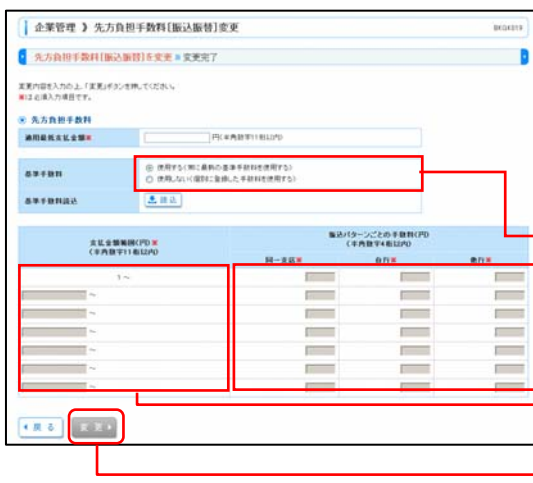 企業管理 》 先方負担手数料[振込振替]変更
BKGK019
先方負担手数料[振込振替]を変更 » 変更完了
変更内容を入力の上、「変更」ボタンを押してください。
※は必須入力項目です。
先方負担手数料
適用最低支払金額※
円(半角数字11桁以内)
基準手数料
使用する(常に最新の基準手数料を使用する)
使用しない(個別に登録した手数料を使用する)
基準手数料読込
読込
支払金額範囲(円)※
(半角数字11桁以内)
振込パターンごとの手数料(円)
(半角数字4桁以内)
同一支店※ 自行※ 他行※
1 ~
~
~
~
~
~
~
戻る
変更